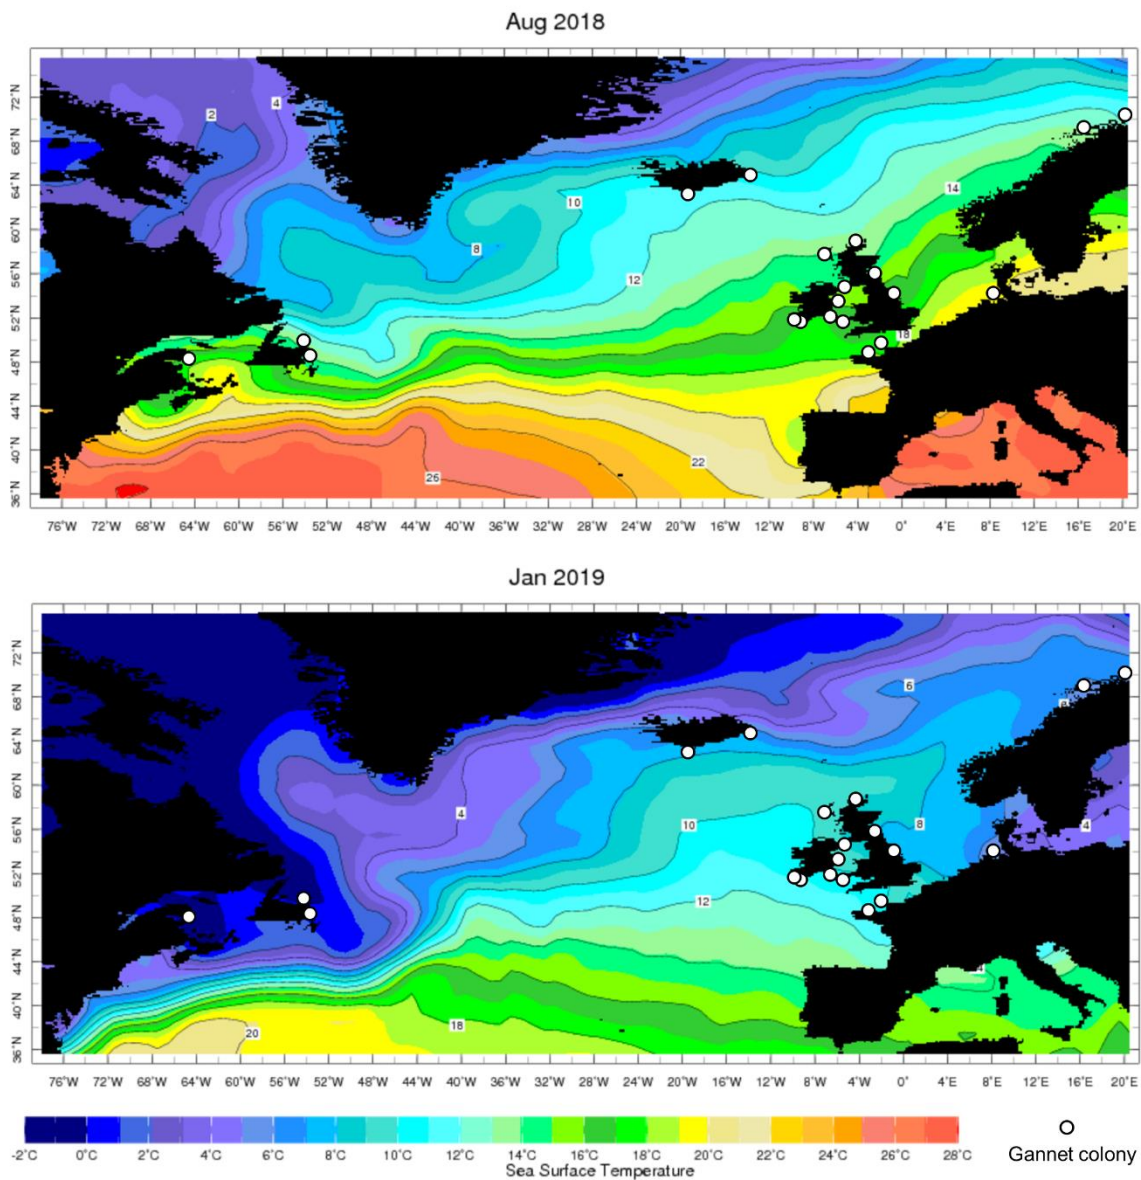 Aug 2018
72°N
68°N
64°N
60°N
56°N
52°N
48°N
44°N
40°N
36°N
2
4
10
8
12
14
18
22
26
76°W 72°W 68°W 64°W 60°W 56°W 52°W 48°W 44°W 40°W 36°W 32°W 28°W 24°W 20°W 16°W 12°W 8°W 4°W 0° 4°E 8°E 12°E 16°E 20°E
Jan 2019
72°N
68°N
64°N
60°N
56°N
52°N
48°N
44°N
40°N
36°N
6
8
4
10
8
4
12
20
18
76°W 72°W 68°W 64°W 60°W 56°W 52°W 48°W 44°W 40°W 36°W 32°W 28°W 24°W 20°W 16°W 12°W 8°W 4°W 0° 4°E 8°E 12°E 16°E 20°E
-2°C 0°C 2°C 4°C 6°C 8°C 10°C 12°C 14°C 16°C 18°C 20°C 22°C 24°C 26°C 28°C
Sea Surface Temperature
Gannet colony